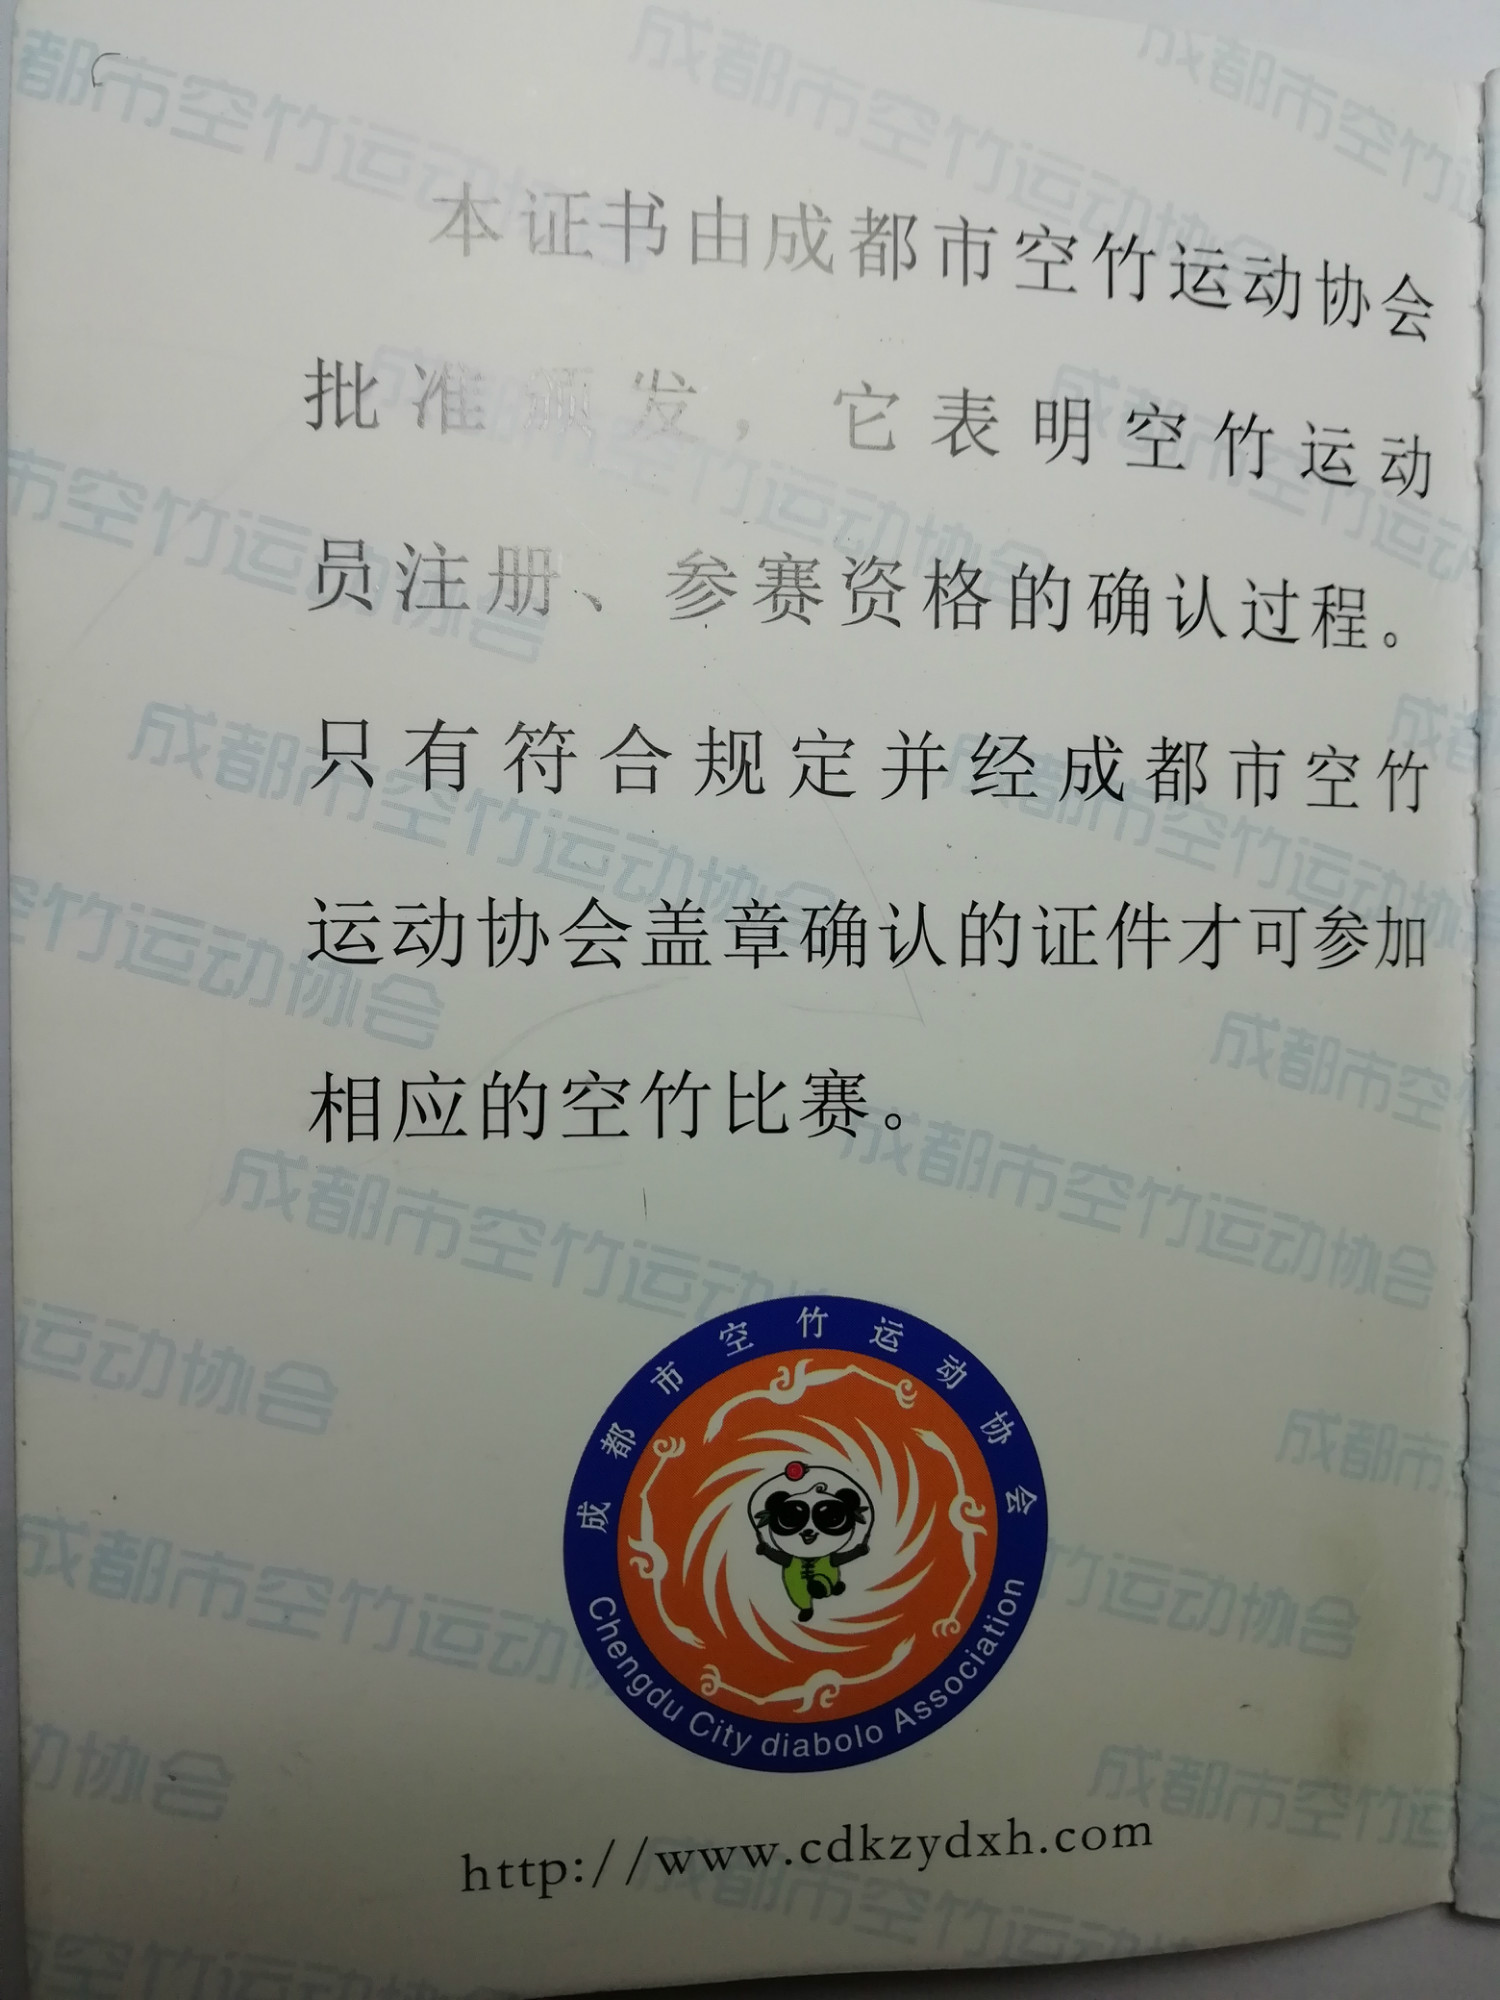 本证书由成都市空竹运动协会
批准颁发，它表明空竹运动
员注册、参赛资格的确认过程。
只有符合规定并经成都市空竹
运动协会盖章确认的证件才可参加
相应的空竹比赛。
成都市空竹运动协会
Chengdu City diabolo Association
http://www.cdkzydxh.com